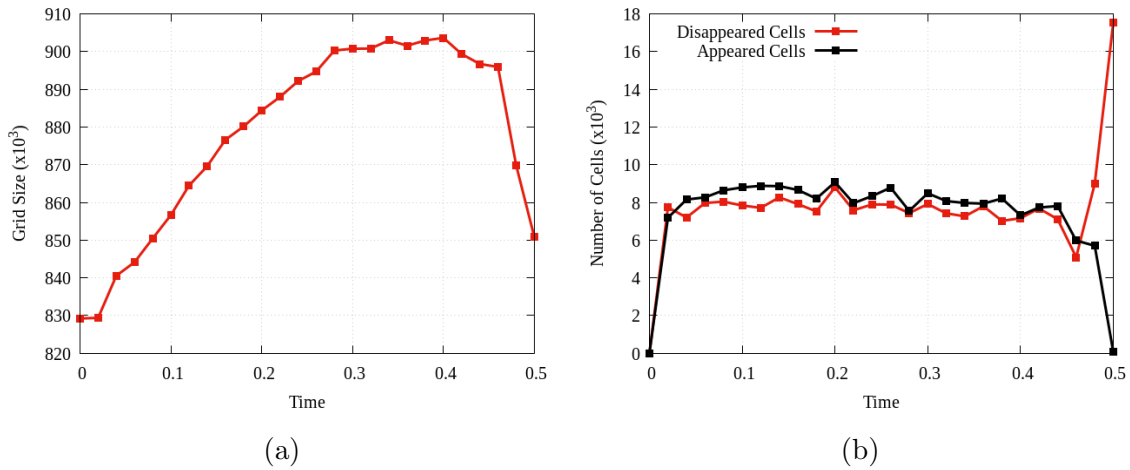 910
900
890
880
870
860
850
840
830
820
Grid Size (x10³)
0 0.1 0.2 0.3 0.4 0.5
Time
(a)
18
16
14
12
10
8
6
4
2
0
Number of Cells (x10³)
Disappeared Cells
Appeared Cells
0 0.1 0.2 0.3 0.4 0.5
Time
(b)